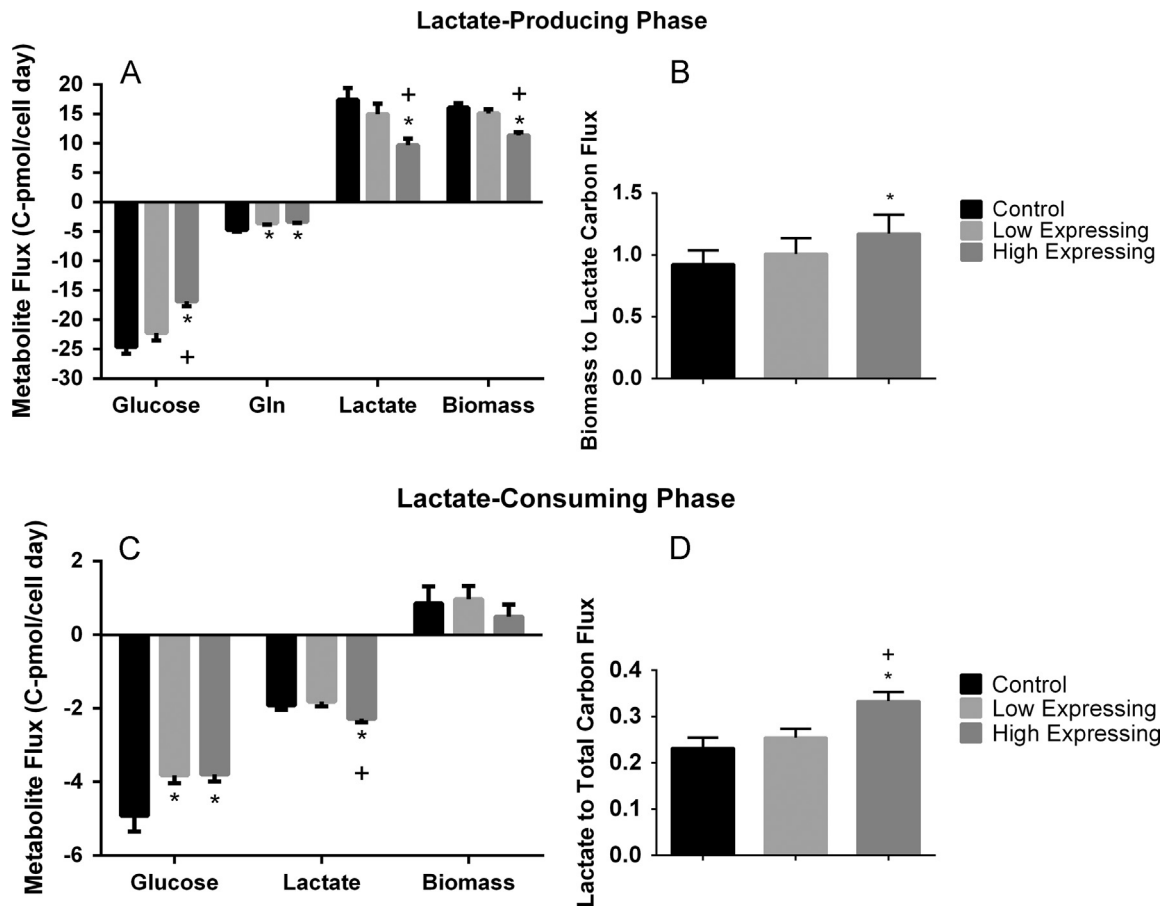 Lactate-Producing Phase
A
Metabolite Flux (C-pmol/cell day)
20
15
10
5
0
-5
-10
-15
-20
-25
-30
+
*
+
*
* *
*
+
Glucose Gln Lactate Biomass
B
Biomass to Lactate Carbon Flux
1.5
1.0
0.5
0.0
*
Control
Low Expressing
High Expressing
Lactate-Consuming Phase
C
Metabolite Flux (C-pmol/cell day)
2
0
-2
-4
-6
*
+
* *
Glucose Lactate Biomass
D
Lactate to Total Carbon Flux
0.4
0.3
0.2
0.1
0.0
+
*
Control
Low Expressing
High Expressing